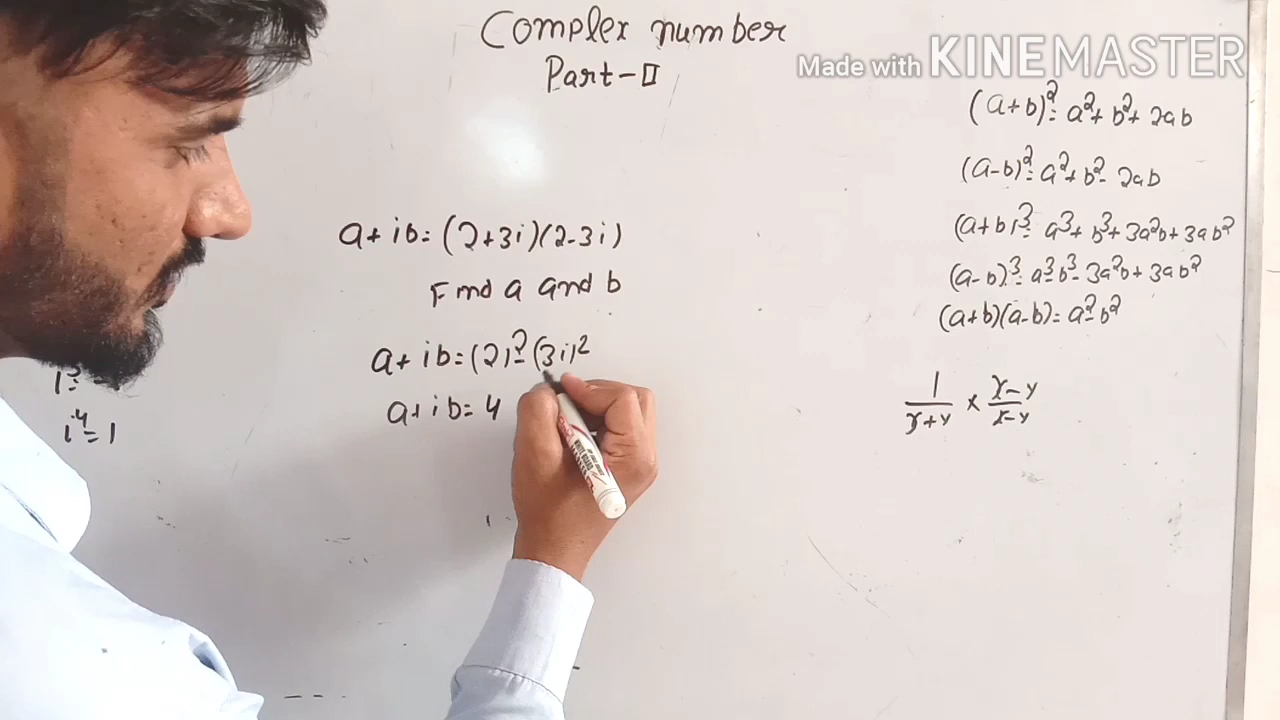 Complex number
Part-II
Made with KINEMASTER
a+ib=(2+3i)(2-3i)
Find a and b
a+ib=(2)²-(3i)²
a+ib=4
i⁴=1
(a+b)²=a²+b²+2ab
(a-b)²=a²+b²-2ab
(a+b)³=a³+b³+3a²b+3ab²
(a-b)³=a³-b³-3a²b+3ab²
(a+b)(a-b)=a²-b²
1/(x+y) × (x-y)/(x-y)